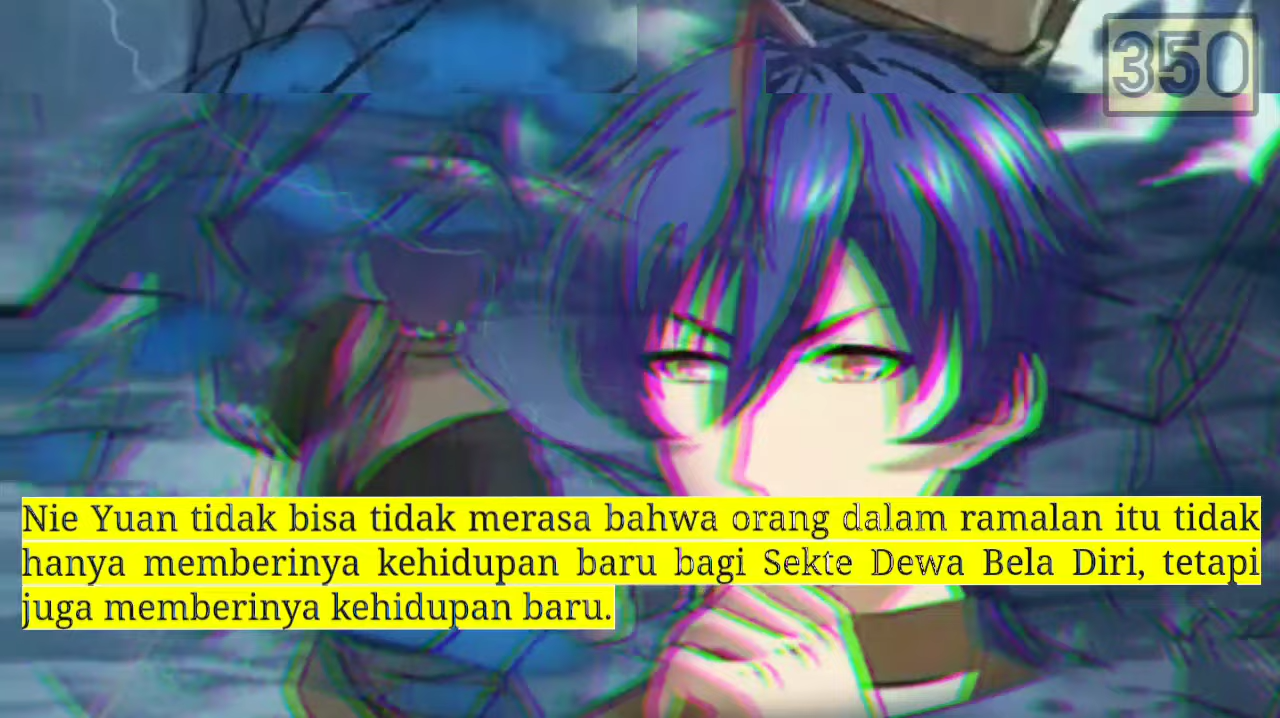 350
Nie Yuan tidak bisa tidak merasa bahwa orang dalam ramalan itu tidak
hanya memberinya kehidupan baru bagi Sekte Dewa Bela Diri, tetapi
juga memberinya kehidupan baru.